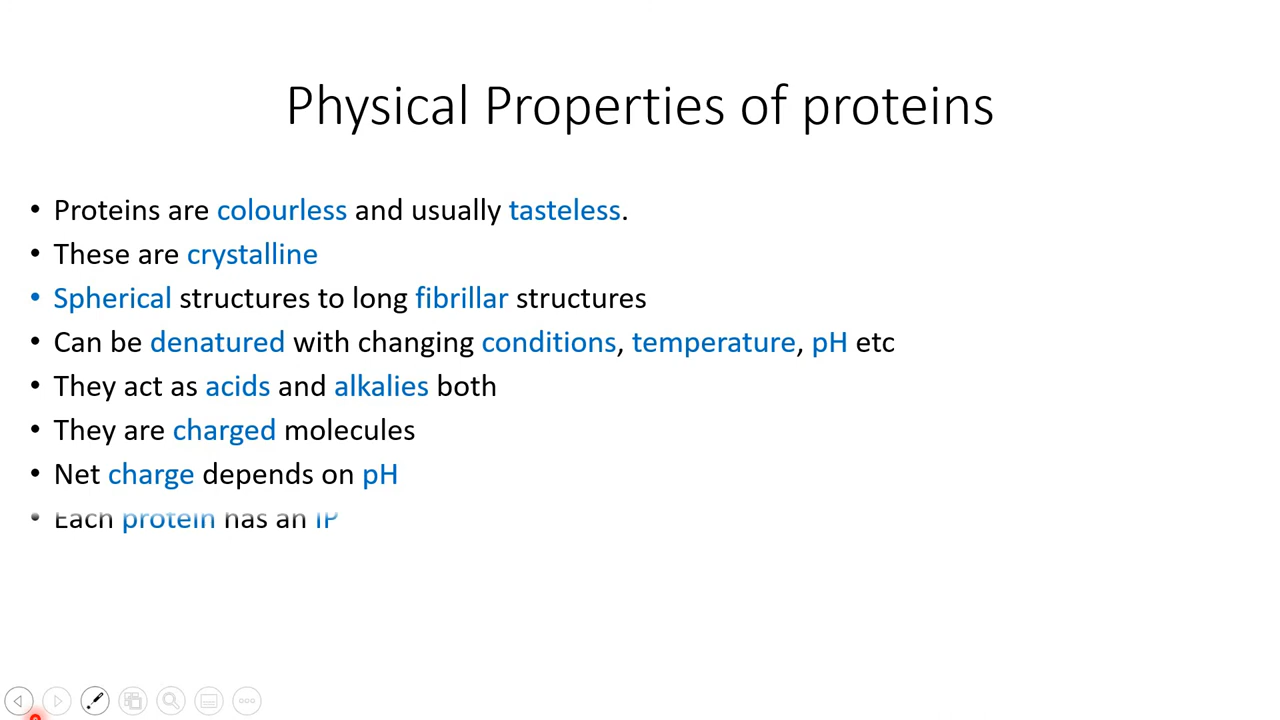 Physical Properties of proteins
• Proteins are colourless and usually tasteless.
• These are crystalline
• Spherical structures to long fibrillar structures
• Can be denatured with changing conditions, temperature, pH etc
• They act as acids and alkalies both
• They are charged molecules
• Net charge depends on pH
• Each protein has an IP